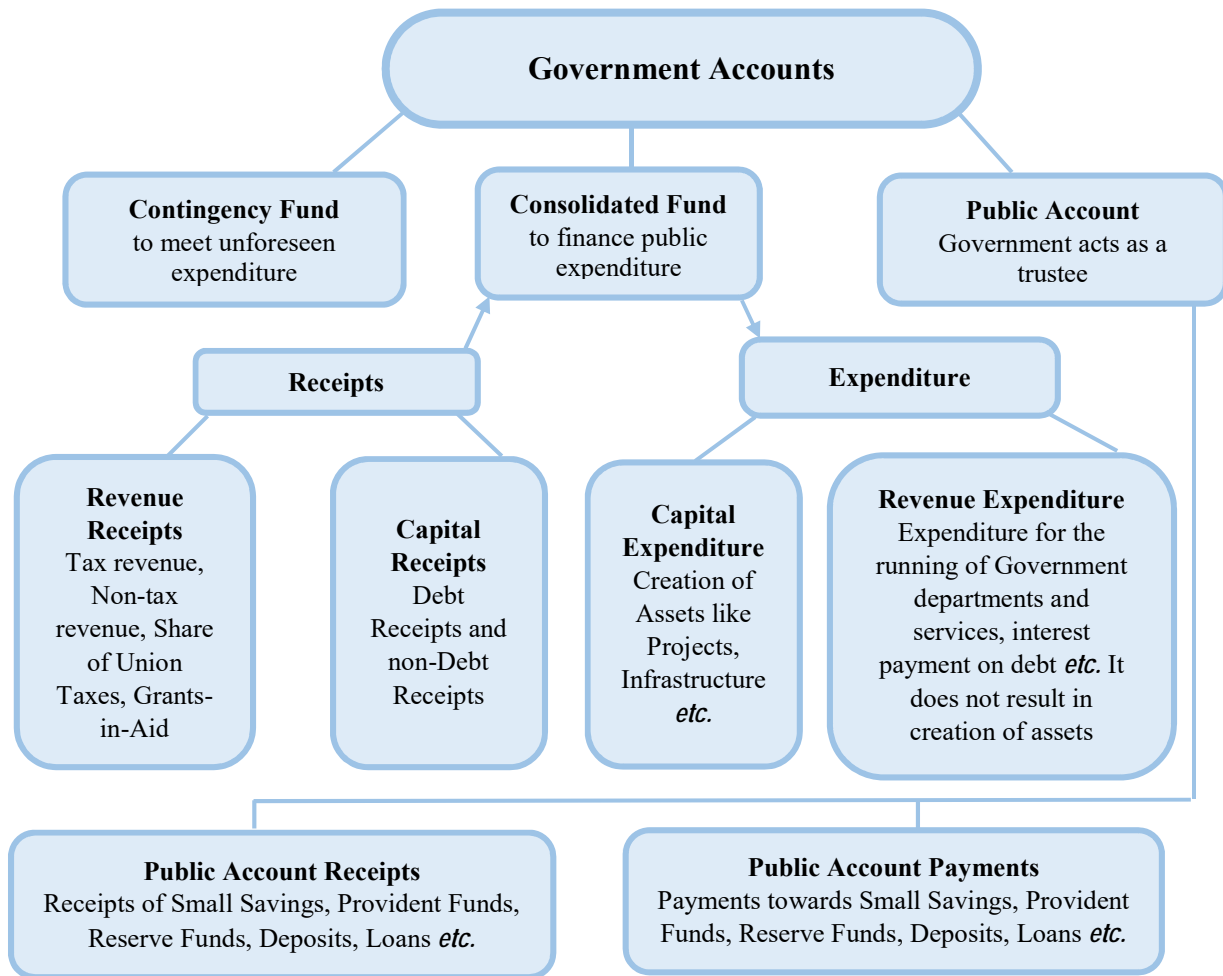 Government Accounts
Contingency Fund
to meet unforeseen
expenditure
Consolidated Fund
to finance public
expenditure
Public Account
Government acts as a
trustee
Receipts
Expenditure
Revenue
Receipts
Tax revenue,
Non-tax
revenue, Share
of Union
Taxes, Grants-
in-Aid
Capital
Receipts
Debt
Receipts and
non-Debt
Receipts
Capital
Expenditure
Creation of
Assets like
Projects,
Infrastructure
etc.
Revenue Expenditure
Expenditure for the
running of Government
departments and
services, interest
payment on debt etc. It
does not result in
creation of assets
Public Account Receipts
Receipts of Small Savings, Provident Funds,
Reserve Funds, Deposits, Loans etc.
Public Account Payments
Payments towards Small Savings, Provident
Funds, Reserve Funds, Deposits, Loans etc.